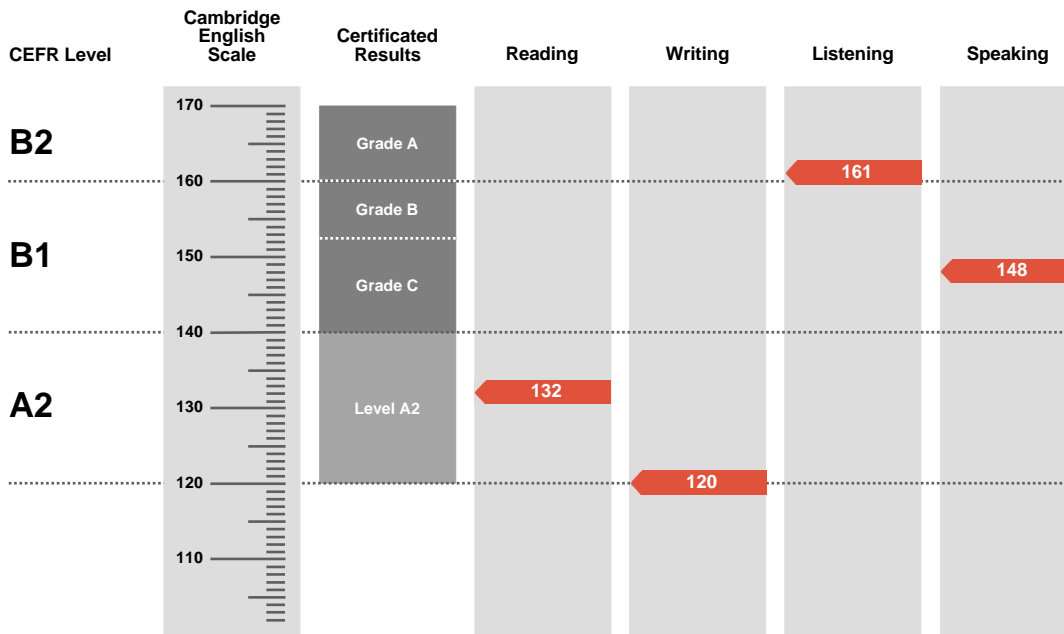 CEFR Level
Cambridge
English
Scale
Certificated
Results
Reading
Writing
Listening
Speaking
170
B2
Grade A
160
161
Grade B
B1
150
148
Grade C
140
A2
130
Level A2
132
120
120
110